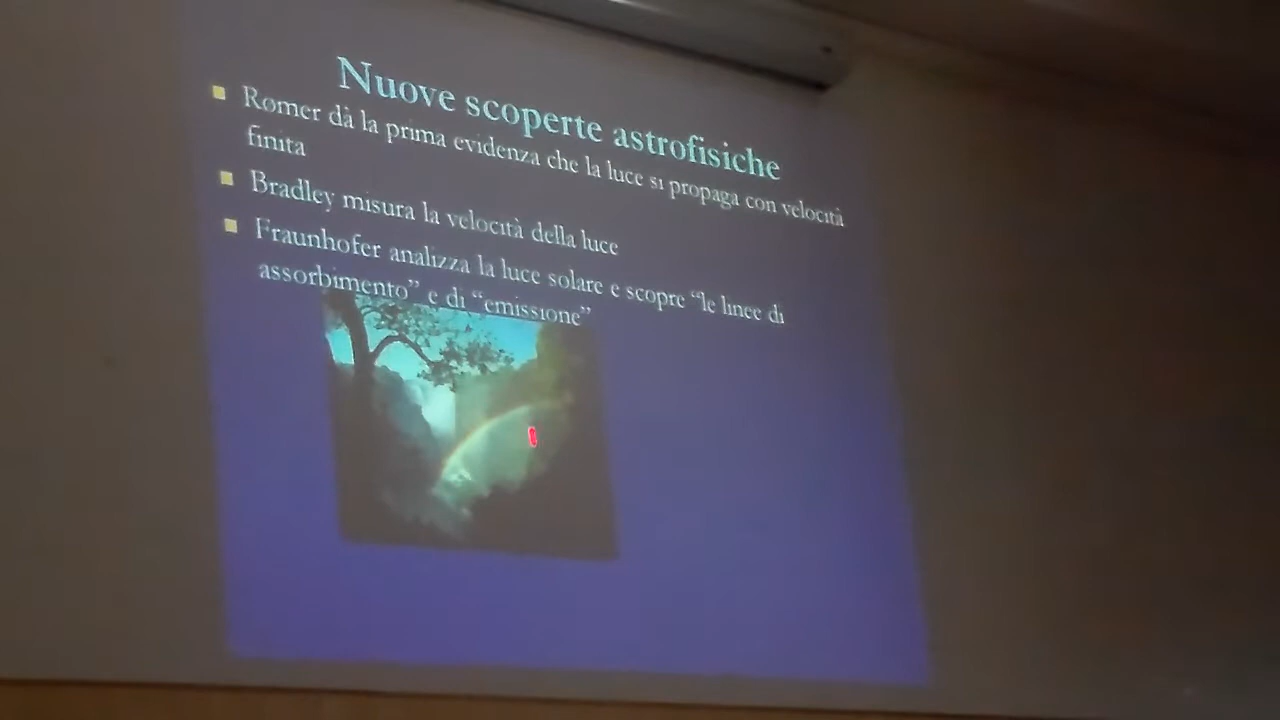 Nuove scoperte astrofisiche
Rømer dà la prima evidenza che la luce si propaga con velocità
finita
Bradley misura la velocità della luce
Fraunhofer analizza la luce solare e scopre “le linee di
assorbimento” e di “emissione”